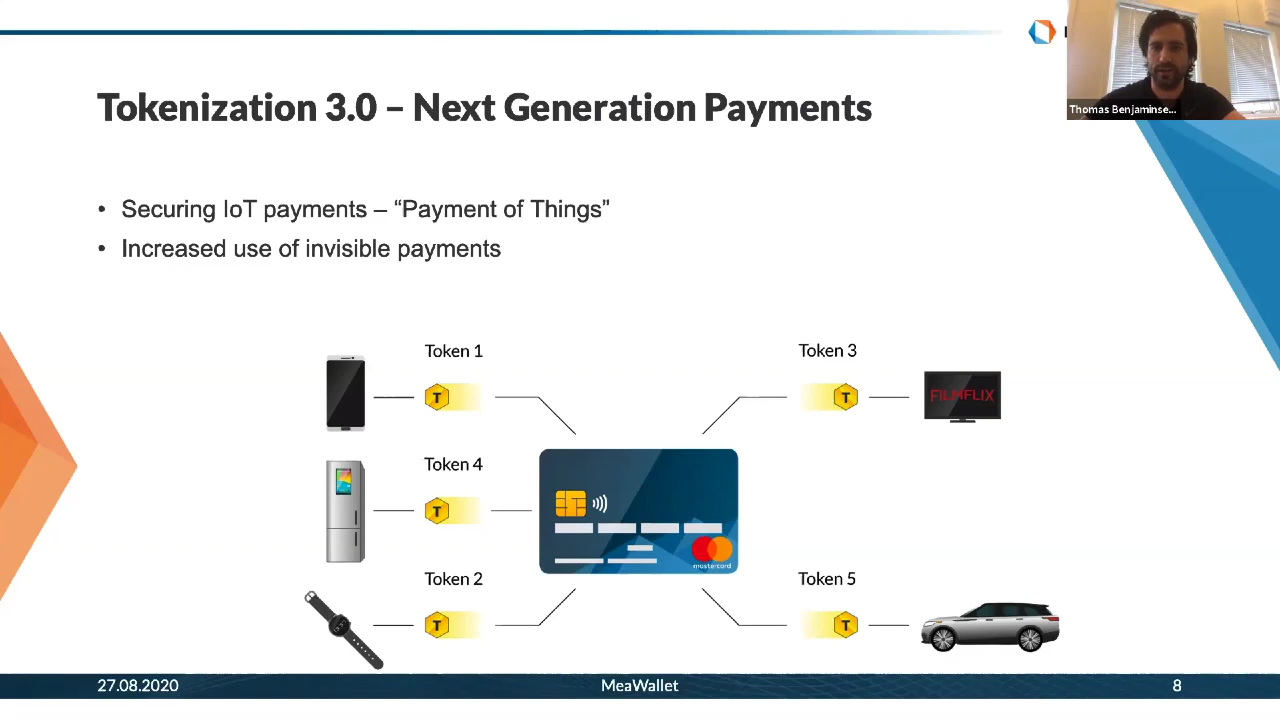 Thomas Benjaminse...
Tokenization 3.0 – Next Generation Payments
• Securing IoT payments – “Payment of Things”
• Increased use of invisible payments
Token 1
T
Token 3
T
FILMFLIX
Token 4
T
mastercard
Token 2
T
Token 5
T
27.08.2020
MeaWallet
8